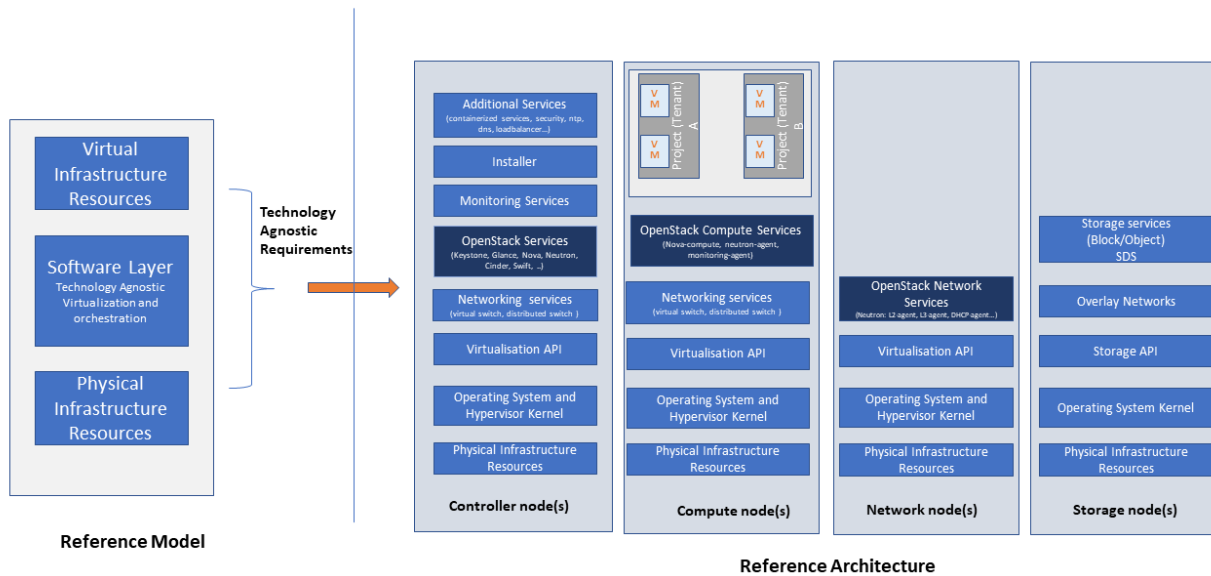 Virtual
Infrastructure
Resources
Software Layer
Technology Agnostic
Virtualization and
orchestration
Physical
Infrastructure
Resources
Reference Model
Technology
Agnostic
Requirements
Additional Services
(containerized services, security, ntp,
dns, loadbalancer...)
Installer
Monitoring Services
OpenStack Services
(Keystone, Glance, Nova, Neutron,
Cinder, Swift, ..)
Networking services
(virtual switch, distributed switch )
Virtualisation API
Operating System and
Hypervisor Kernel
Physical Infrastructure
Resources
Controller node(s)
V
M
V
M
Project (Tenant)
A
V
M
V
M
Project (Tenant)
B
OpenStack Compute Services
(Nova-compute, neutron-agent,
monitoring-agent)
Networking services
(virtual switch, distributed switch )
Virtualisation API
Operating System and
Hypervisor Kernel
Physical Infrastructure
Resources
Compute node(s)
OpenStack Network
Services
(Neutron: L2 agent, L3 agent, DHCP agent...)
Virtualisation API
Operating System and
Hypervisor Kernel
Physical Infrastructure
Resources
Network node(s)
Storage services
(Block/Object)
SDS
Overlay Networks
Storage API
Operating System Kernel
Physical Infrastructure
Resources
Storage node(s)
Reference Architecture